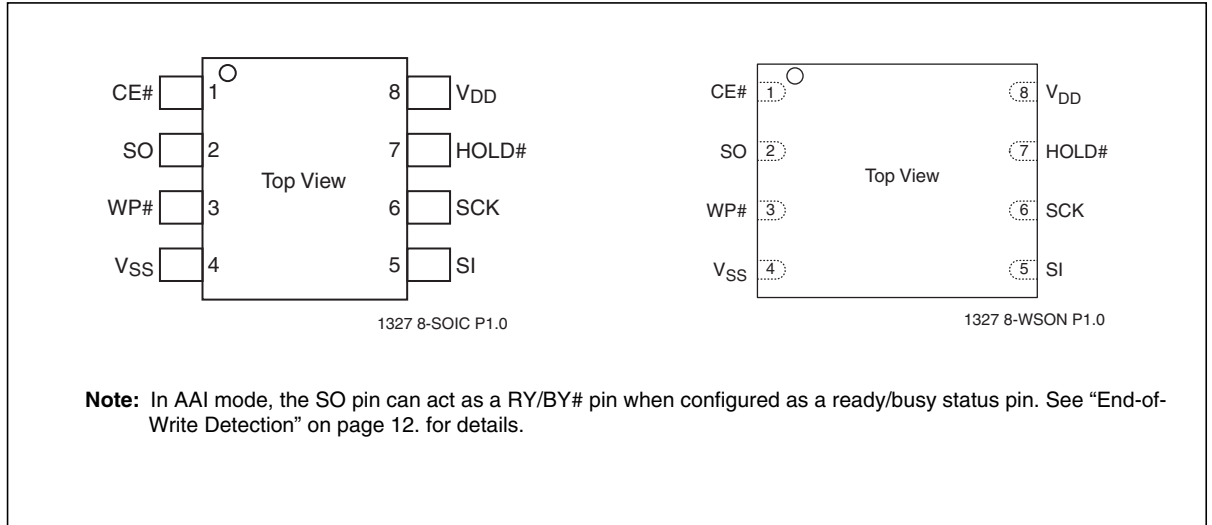 CE# 1 8 VDD
SO 2 7 HOLD#
Top View
WP# 3 6 SCK
VSS 4 5 SI
1327 8-SOIC P1.0
CE# 1 8 VDD
SO 2 7 HOLD#
Top View
WP# 3 6 SCK
VSS 4 5 SI
1327 8-WSON P1.0
Note: In AAI mode, the SO pin can act as a RY/BY# pin when configured as a ready/busy status pin. See “End-of-
Write Detection” on page 12. for details.